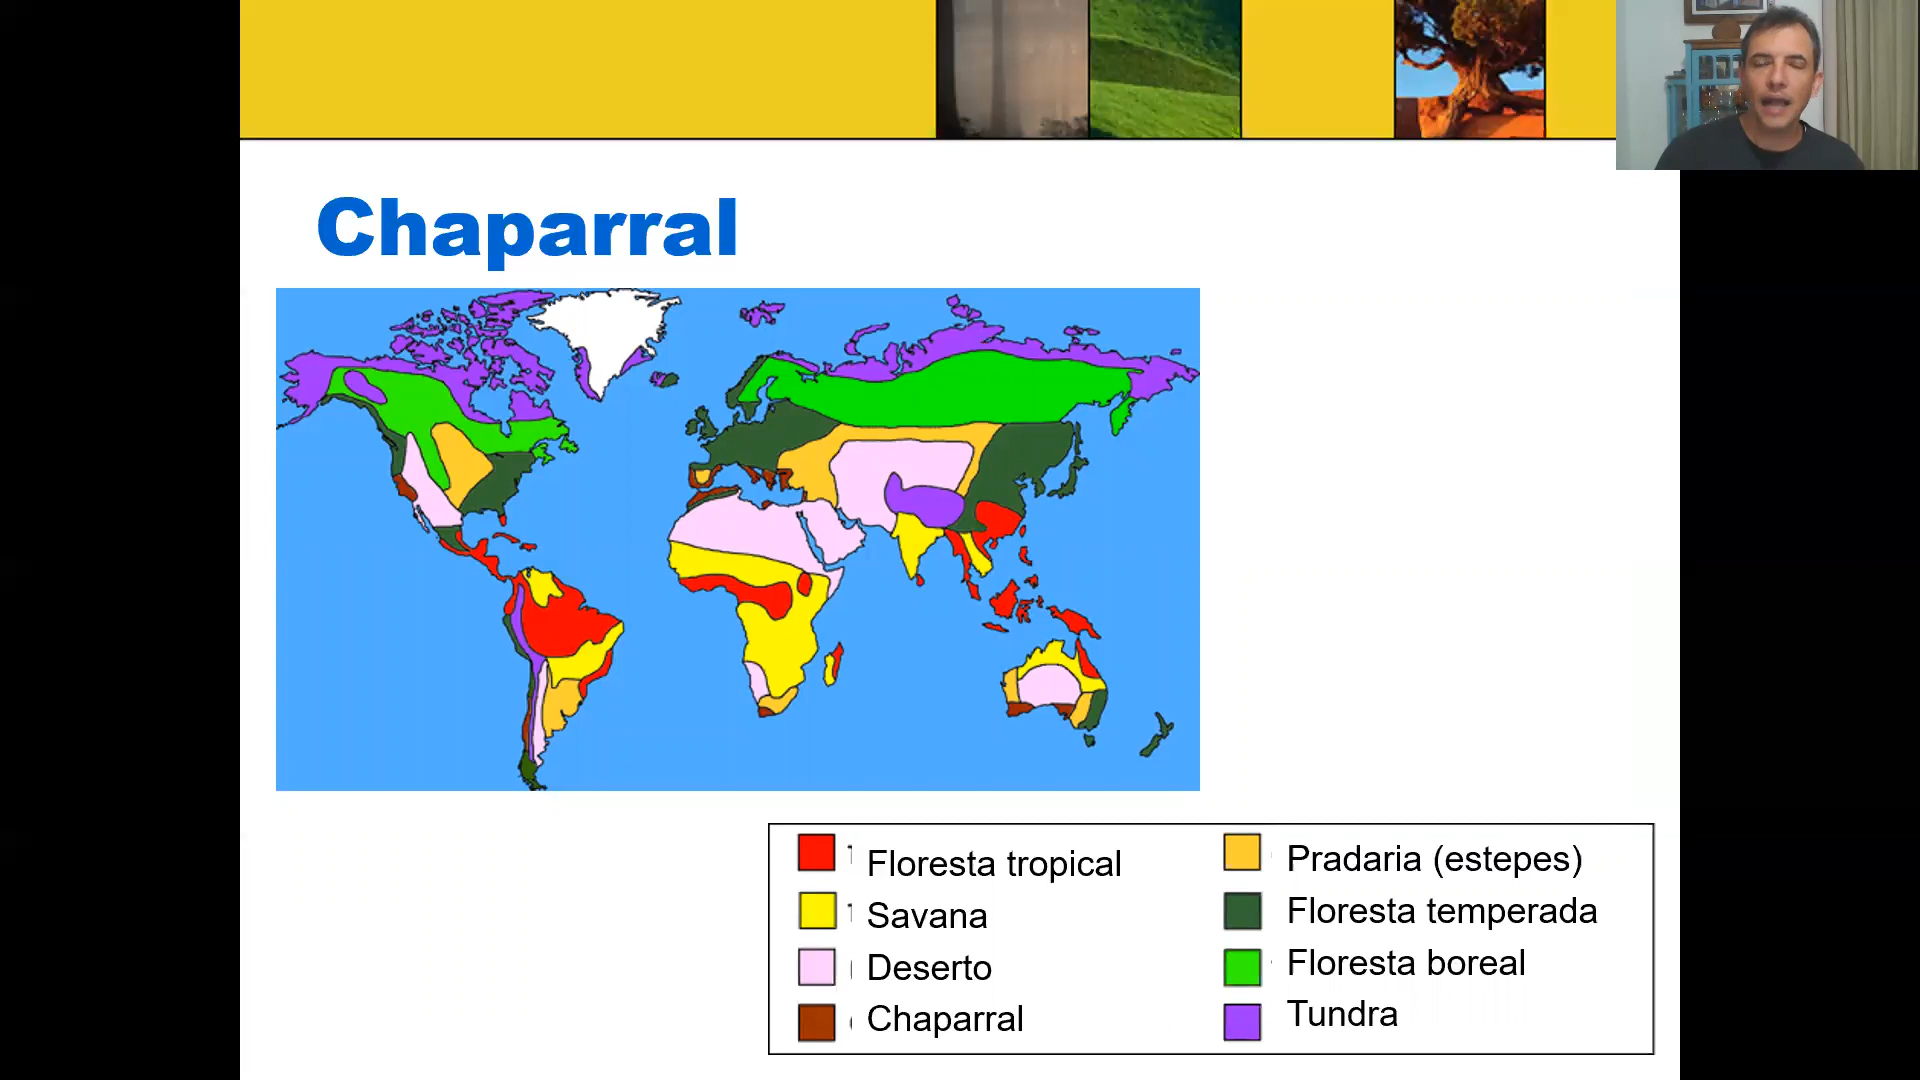 Chaparral
Floresta tropical
Savana
Deserto
Chaparral
Pradaria (estepes)
Floresta temperada
Floresta boreal
Tundra